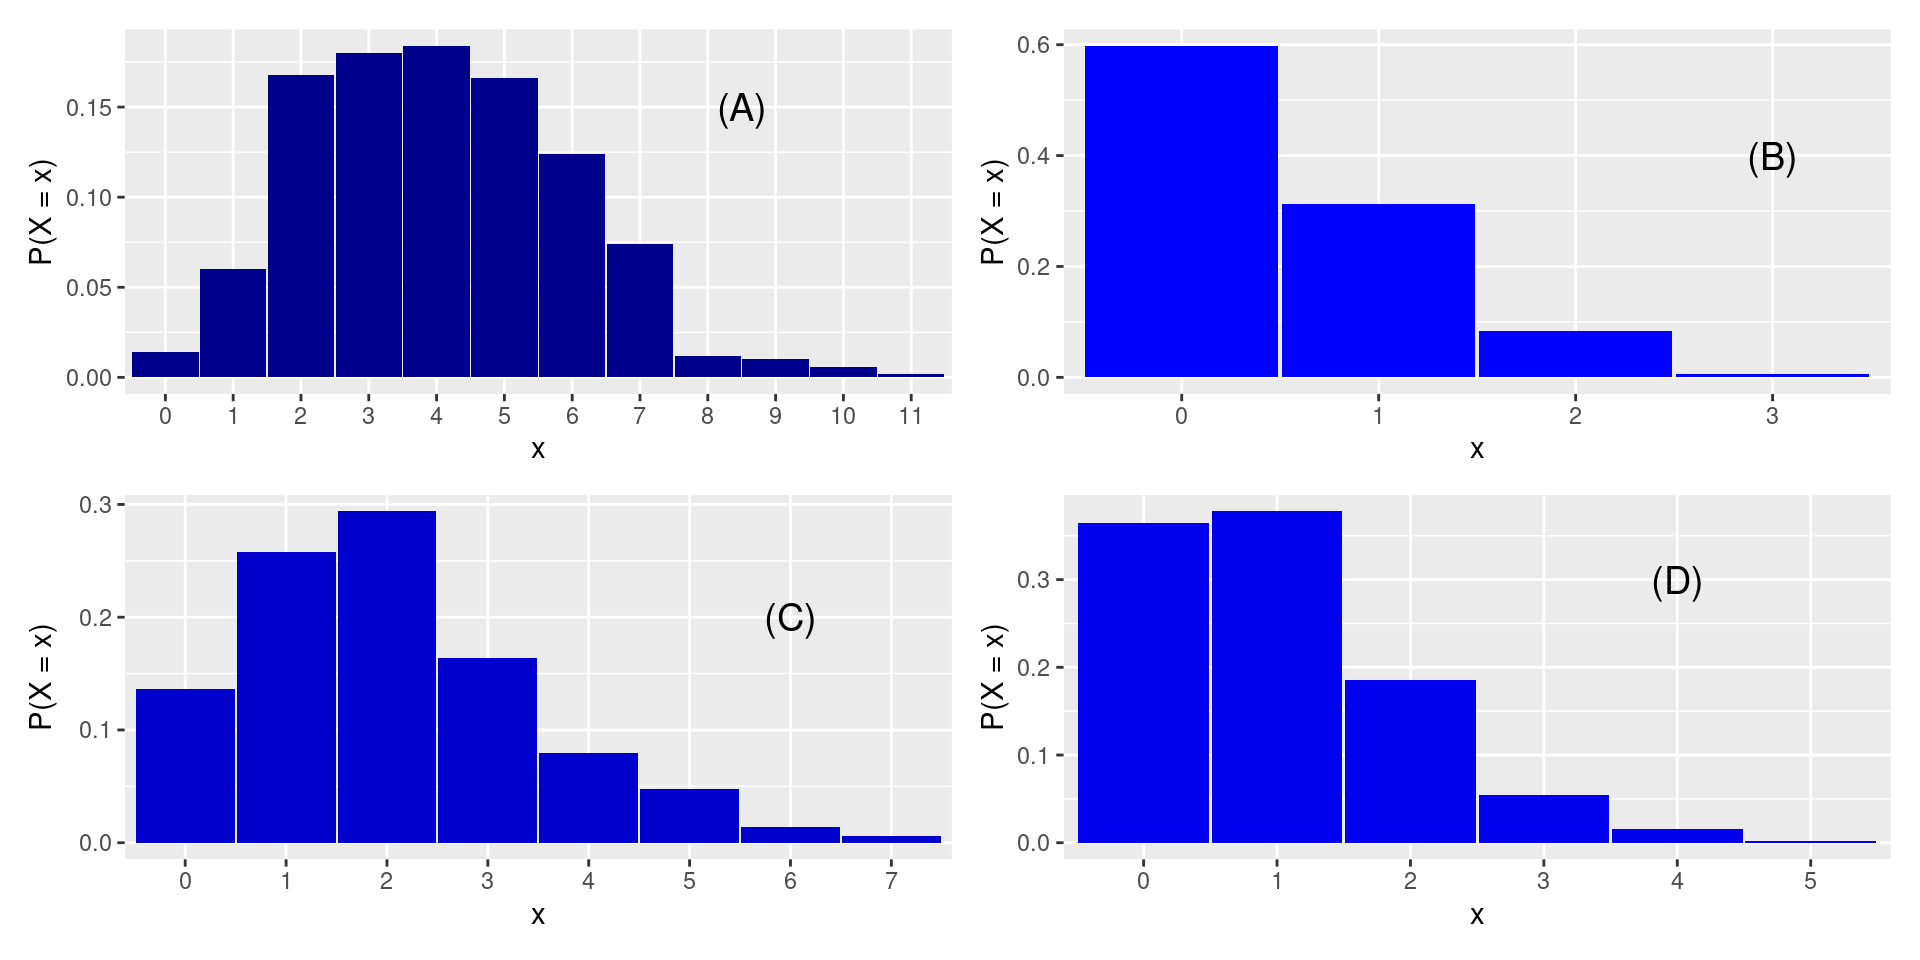 P(X = x)
0.15
0.10
0.05
0.00
(A)
0 1 2 3 4 5 6 7 8 9 10 11
x
P(X = x)
0.6
0.4
0.2
0.0
(B)
0 1 2 3
x
P(X = x)
0.3
0.2
0.1
0.0
(C)
0 1 2 3 4 5 6 7
x
P(X = x)
0.3
0.2
0.1
0.0
(D)
0 1 2 3 4 5
x